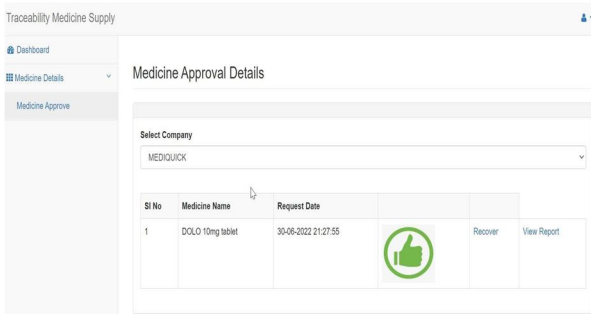 Traceability Medicine Supply
Dashboard
Medicine Details
Medicine Approve
Medicine Approval Details
Select Company
MEDIQUICK
Sl No Medicine Name Request Date
1 DOLO 10mg tablet 30-06-2022 21:27:55 Recover View Report